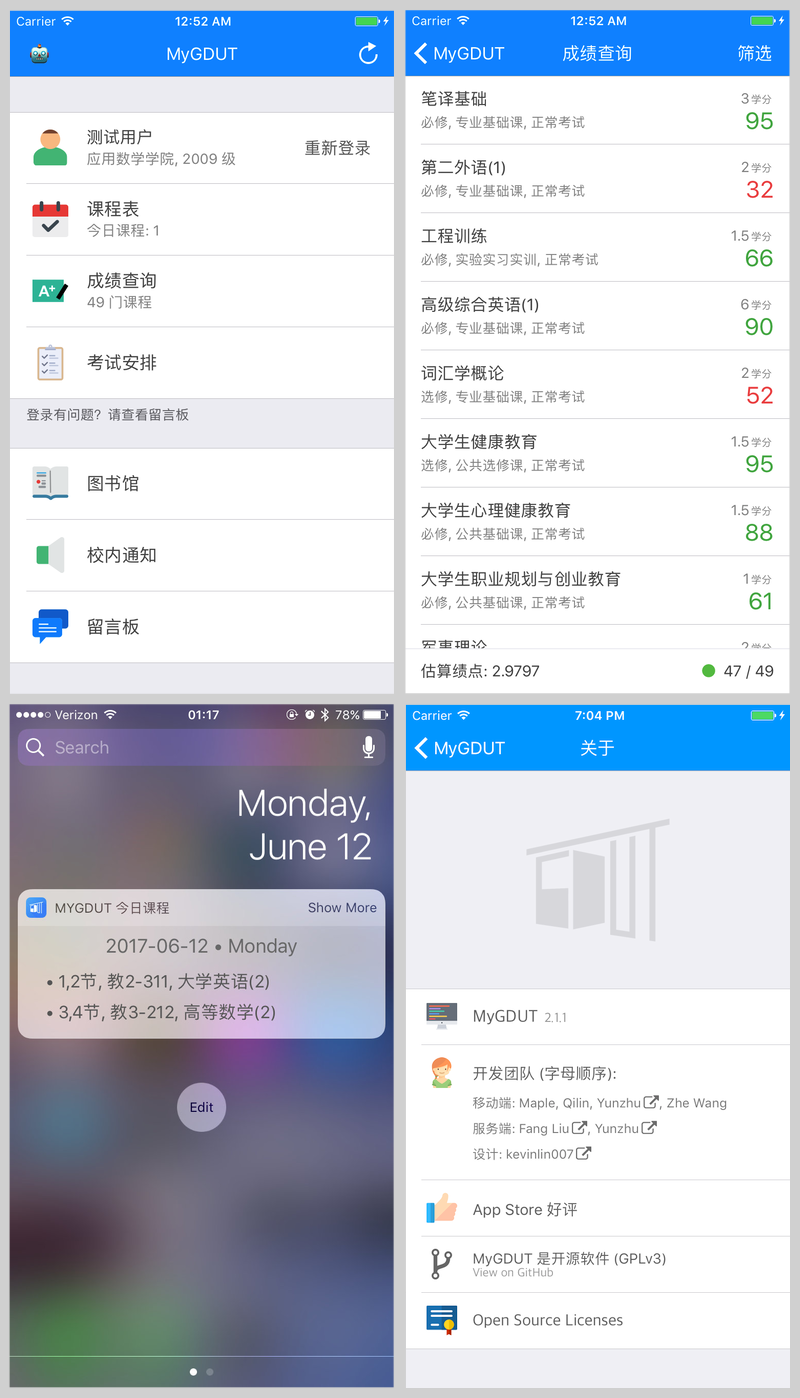 Carrier 12:52 AM
MyGDUT
测试用户
应用数学学院, 2009 级
重新登录
课程表
今日课程: 1
A+
成绩查询
49 门课程
考试安排
登录有问题? 请查看留言板
图书馆
校内通知
留言板
Carrier 12:52 AM
MyGDUT 成绩查询 筛选
笔译基础 3学分
必修, 专业基础课, 正常考试 95
第二外语(1) 2学分
必修, 专业基础课, 正常考试 32
工程训练 1.5学分
必修, 实验实习实训, 正常考试 66
高级综合英语(1) 6学分
必修, 专业基础课, 正常考试 90
词汇学概论 2学分
选修, 专业基础课, 正常考试 52
大学生健康教育 1.5学分
选修, 公共选修课, 正常考试 95
大学生心理健康教育 1.5学分
必修, 公共基础课, 正常考试 88
大学生职业规划与创业教育 1学分
必修, 公共基础课, 正常考试 61
军事理论 2学分
估算绩点: 2.9797 47 / 49
Verizon 01:17 78%
Search
Monday,
June 12
MYGDUT 今日课程 Show More
2017-06-12 • Monday
• 1,2节, 教2-311, 大学英语(2)
• 3,4节, 教3-212, 高等数学(2)
Edit
Carrier 7:04 PM
MyGDUT 关于
MyGDUT 2.1.1
开发团队 (字母顺序):
移动端: Maple, Qilin, Yunzhu, Zhe Wang
服务端: Fang Liu, Yunzhu
设计: kevinlin007
App Store 好评
MyGDUT 是开源软件 (GPLv3)
View on GitHub
Open Source Licenses